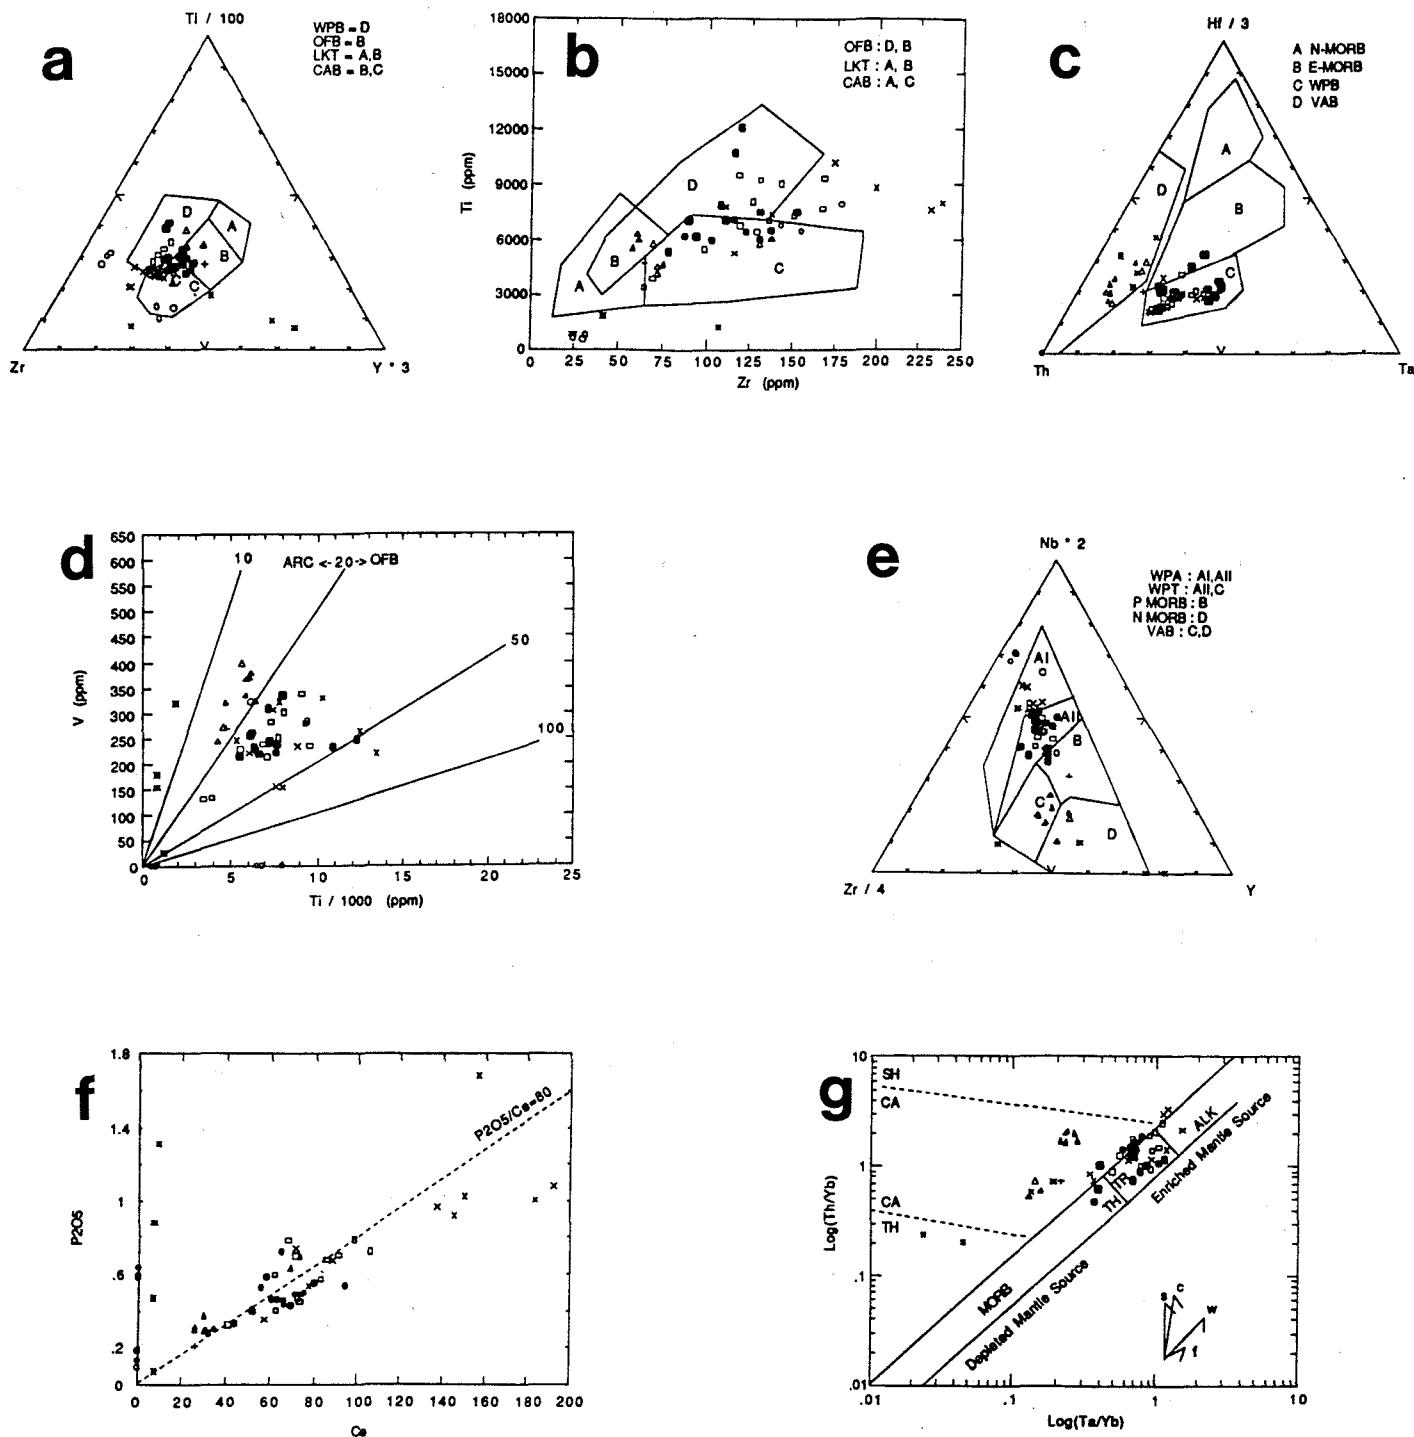 a
Ti / 100
WPB = D
OFB = B
LKT = A,B
CAB = B,C
D
A
B
C
C
Zr
Y * 3
b
18000
15000
12000
9000
6000
3000
0
Ti (ppm)
OFB : D, B
LKT : A, B
CAB : A, C
D
B
A
C
0 25 50 75 100 125 150 175 200 225 250
Zr (ppm)
c
Hf / 3
A N-MORB
B E-MORB
C WPB
D VAB
A
D
B
C
Th
Ta
d
650
600
550
500
450
400
350
300
250
200
150
100
50
0
V (ppm)
10
ARC <- 20 -> OFB
50
100
0 5 10 15 20 25
Ti / 1000 (ppm)
e
Nb * 2
WPA : AI,AII
WPT : AII,C
P MORB : B
N MORB : D
VAB : C,D
AI
AII
B
C
D
Zr / 4
Y
f
1.8
1.4
1
.6
.2
0
P2O5
P2O5/Ce=80
0 20 40 60 80 100 120 140 160 180 200
Ce
g
10
1
.1
.01
Log(Th/Yb)
SH
CA
CA
TH
ALK
TR
TH
MORB
Enriched Mantle Source
Depleted Mantle Source
s
c
w
f
.01 .1 1 10
Log(Ta/Yb)